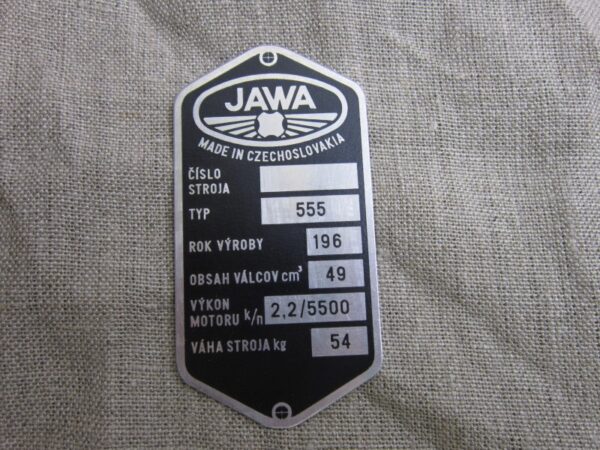 JAWA
MADE IN CZECHOSLOVAKIA
ČÍSLO
STROJA
TYP 555
ROK VÝROBY 196
OBSAH VÁLCOV cm³ 49
VÝKON
MOTORU k/n 2,2/5500
VÁHA STROJA kg 54